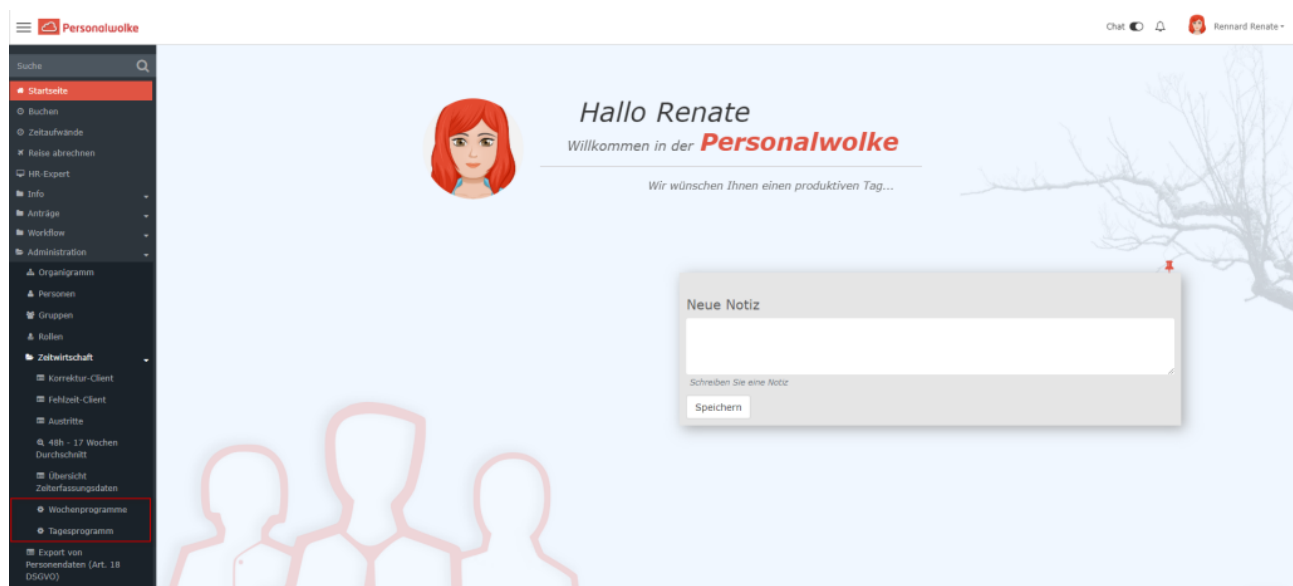 Personalwolke
Chat
Rennard Renate
Suche
Startseite
Buchen
Zeitaufwände
Reise abrechnen
HR-Expert
Info
Anträge
Workflow
Administration
Organigramm
Personen
Gruppen
Rollen
Zeitwirtschaft
Korrektur-Client
Fehlzeit-Client
Austritte
48h - 17 Wochen
Durchschnitt
Übersicht
Zeiterfassungsdaten
Wochenprogramme
Tagesprogramm
Export von
Personendaten (Art. 18
DSGVO)
Hallo Renate
Willkommen in der Personalwolke
Wir wünschen Ihnen einen produktiven Tag...
Neue Notiz
Schreiben Sie eine Notiz
Speichern